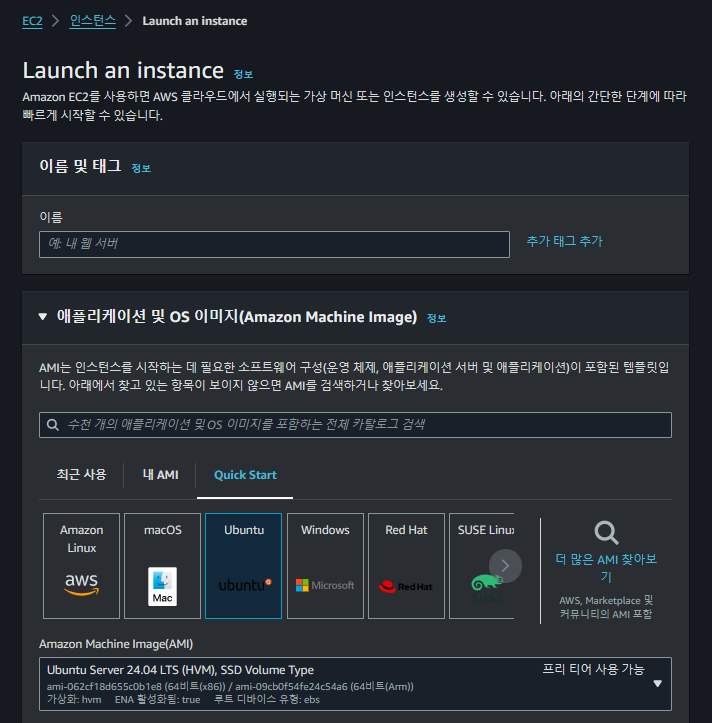 EC2 > 인스턴스 > Launch an instance
Launch an instance 정보
Amazon EC2를 사용하면 AWS 클라우드에서 실행되는 가상 머신 또는 인스턴스를 생성할 수 있습니다. 아래의 간단한 단계에 따라
빠르게 시작할 수 있습니다.
이름 및 태그 정보
이름
예: 내 웹 서버
추가 태그 추가
애플리케이션 및 OS 이미지(Amazon Machine Image) 정보
AMI는 인스턴스를 시작하는 데 필요한 소프트웨어 구성(운영 체제, 애플리케이션 서버 및 애플리케이션)이 포함된 템플릿입
니다. 아래에서 찾고 있는 항목이 보이지 않으면 AMI를 검색하거나 찾아보세요.
수천 개의 애플리케이션 및 OS 이미지를 포함하는 전체 카탈로그 검색
최근 사용
내 AMI
Quick Start
Amazon
Linux
aws
macOS
Mac
Ubuntu
ubuntu
Windows
Microsoft
Red Hat
Red Hat
SUSE Linux
더 많은 AMI 찾아보
기
AWS, Marketplace 및
커뮤니티의 AMI 포함
Amazon Machine Image(AMI)
Ubuntu Server 24.04 LTS (HVM), SSD Volume Type
프리 티어 사용 가능
ami-062cf18d655c0b1e8 (64비트(x86)) / ami-09cb0f54fe24c54a6 (64비트(Arm))
가상화: hvm ENA 활성화됨: true 루트 디바이스 유형: ebs